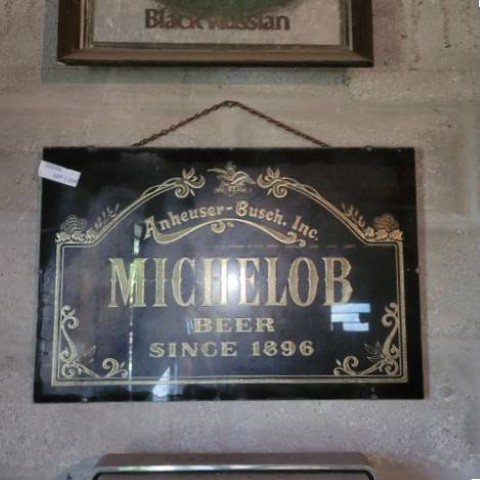 Black Russian
Anheuser-Busch, Inc.
MICHELOB
BEER
SINCE 1896